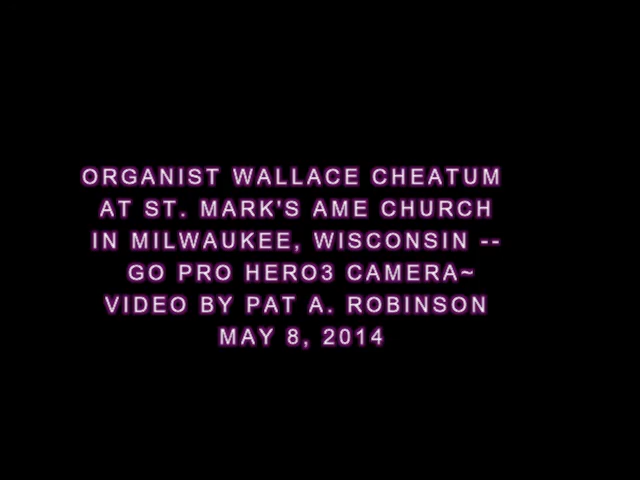 ORGANIST WALLACE CHEATUM
AT ST. MARK'S AME CHURCH
IN MILWAUKEE, WISCONSIN --
GO PRO HERO3 CAMERA~
VIDEO BY PAT A. ROBINSON
MAY 8, 2014